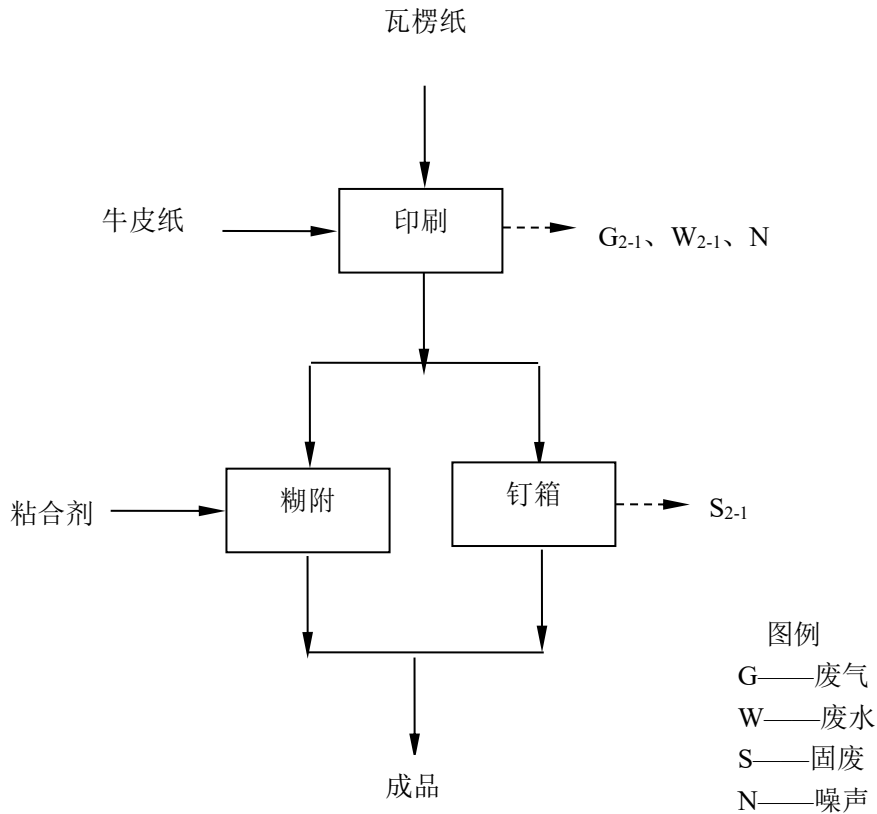 瓦楞纸
牛皮纸
印刷
G2-1、W2-1、N
粘合剂
糊附
钉箱
S2-1
成品
图例
G——废气
W——废水
S——固废
N——噪声